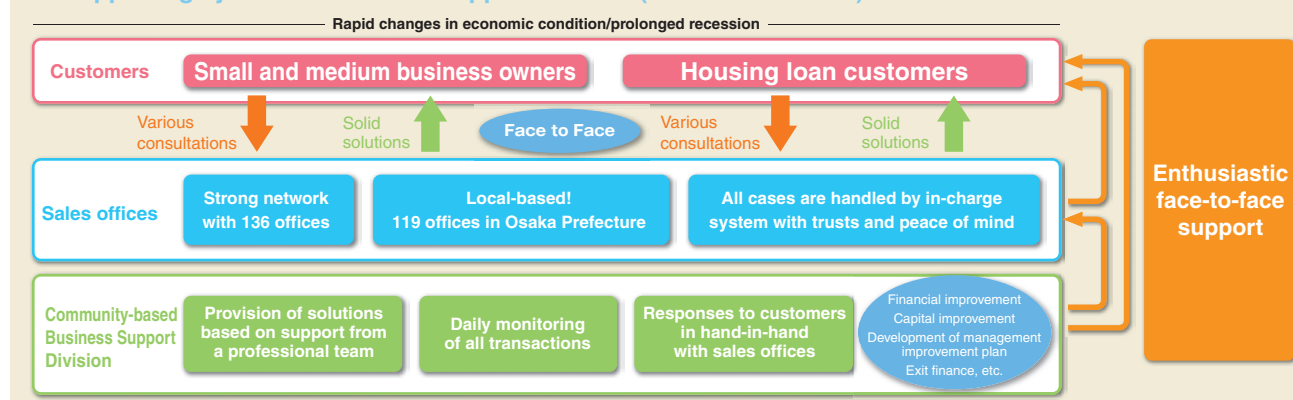 Rapid changes in economic condition/prolonged recession
Customers
Small and medium business owners
Housing loan customers
Various
consultations
Solid
solutions
Face to Face
Various
consultations
Solid
solutions
Sales offices
Strong network
with 136 offices
Local-based!
119 offices in Osaka Prefecture
All cases are handled by in-charge
system with trusts and peace of mind
Enthusiastic
face-to-face
support
Community-based
Business Support
Division
Provision of solutions
based on support from
a professional team
Daily monitoring
of all transactions
Responses to customers
in hand-in-hand
with sales offices
Financial improvement
Capital improvement
Development of management
improvement plan
Exit finance, etc.